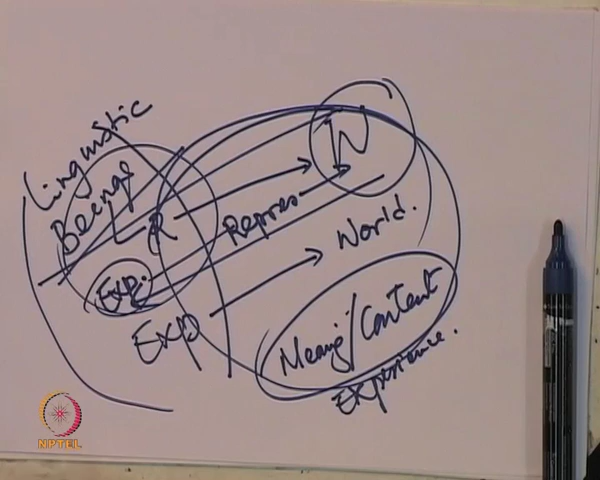 Linguistic
Beings
L R
W
Repres
Exp.
World.
Exp
Meaning/Content
Experience.
NPTEL